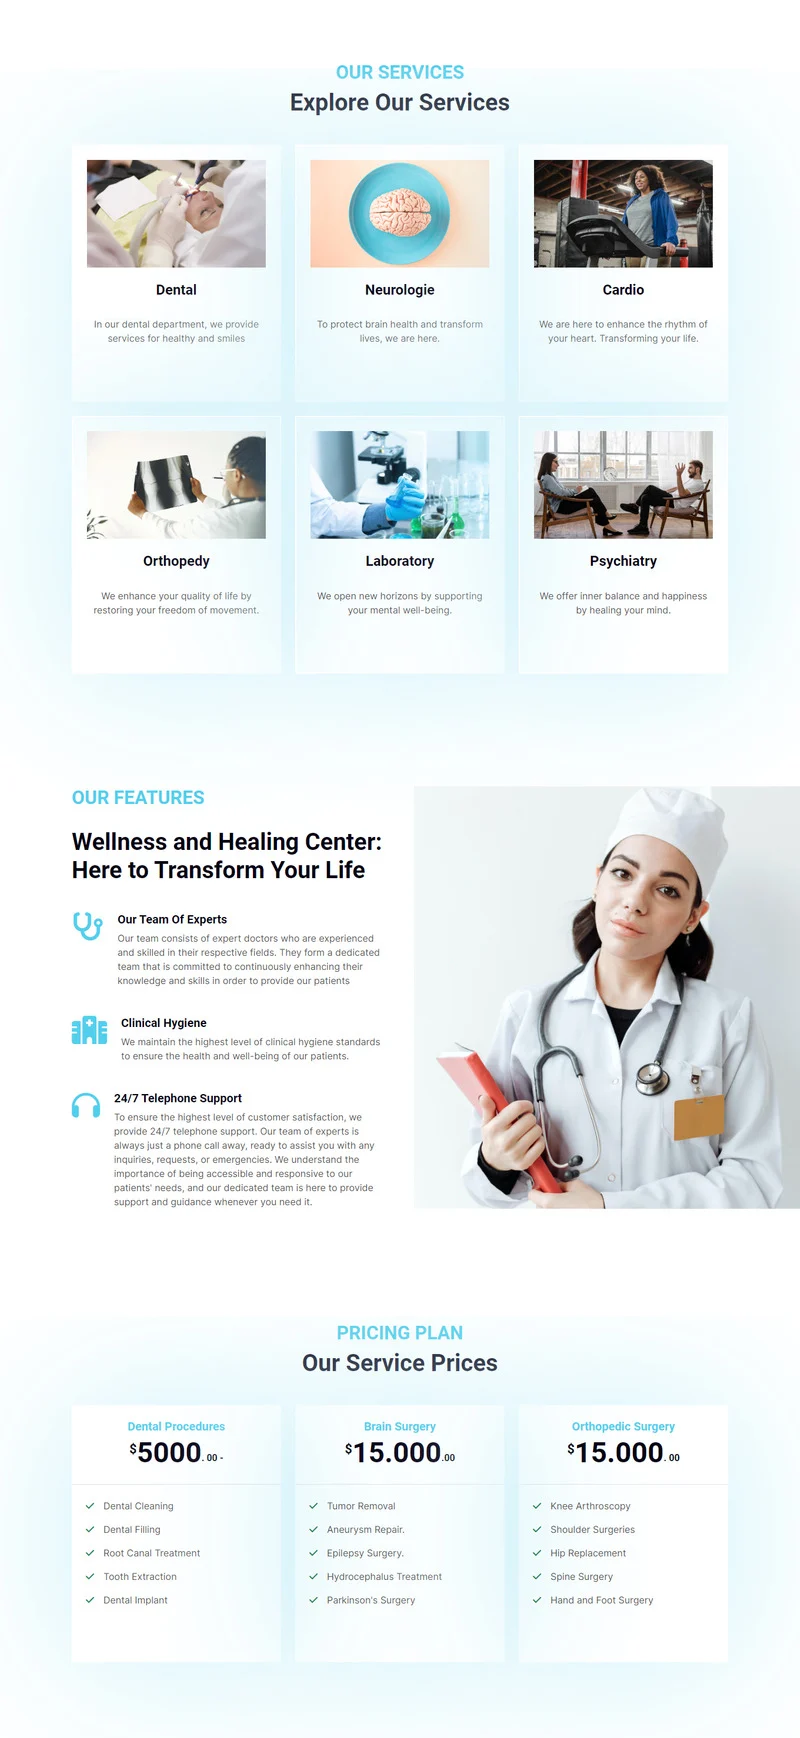 OUR SERVICES
Explore Our Services
Dental
In our dental department, we provide
services for healthy and smiles
Neurologie
To protect brain health and transform
lives, we are here.
Cardio
We are here to enhance the rhythm of
your heart. Transforming your life.
Orthopedy
We enhance your quality of life by
restoring your freedom of movement.
Laboratory
We open new horizons by supporting
your mental well-being.
Psychiatry
We offer inner balance and happiness
by healing your mind.
OUR FEATURES
Wellness and Healing Center:
Here to Transform Your Life
Our Team Of Experts
Our team consists of expert doctors who are experienced
and skilled in their respective fields. They form a dedicated
team that is committed to continuously enhancing their
knowledge and skills in order to provide our patients
Clinical Hygiene
We maintain the highest level of clinical hygiene standards
to ensure the health and well-being of our patients.
24/7 Telephone Support
To ensure the highest level of customer satisfaction, we
provide 24/7 telephone support. Our team of experts is
always just a phone call away, ready to assist you with any
inquiries, requests, or emergencies. We understand the
importance of being accessible and responsive to our
patients' needs, and our dedicated team is here to provide
support and guidance whenever you need it.
PRICING PLAN
Our Service Prices
Dental Procedures
$5000. 00 -
Dental Cleaning
Dental Filling
Root Canal Treatment
Tooth Extraction
Dental Implant
Brain Surgery
$15.000.00
Tumor Removal
Aneurysm Repair.
Epilepsy Surgery.
Hydrocephalus Treatment
Parkinson's Surgery
Orthopedic Surgery
$15.000. 00
Knee Arthroscopy
Shoulder Surgeries
Hip Replacement
Spine Surgery
Hand and Foot Surgery